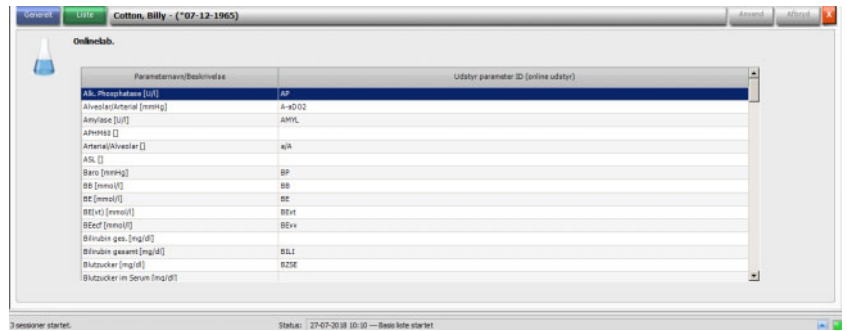 Generelt Liste Cotton, Billy - (*07-12-1965) Anvend Afbryd X
Onlinelab.
Parameternavn/Beskrivelse Udstyr parameter ID (online udstyr)
Alk. Phosphatase [U/l] AP
Alveolar/Arterial [mmHg] A-aDO2
Amylase [U/l] AMYL
APHM63 []
Arterial/Alveolar [] a/A
ASL []
Baro [mmHg] BP
BB [mmol/l] BB
BE [mmol/l] BE
BE(vt) [mmol/l] BEvt
BEecf [mmol/l] BEvv
Bilirubin ges. [mg/dl]
Bilirubin gesamt [mg/dl] BILI
Blutzucker [mg/dl] BZSE
Blutzucker im Serum [mg/dl]
3 sessioner startet. Status: 27-07-2018 10:10 — Basis liste startet